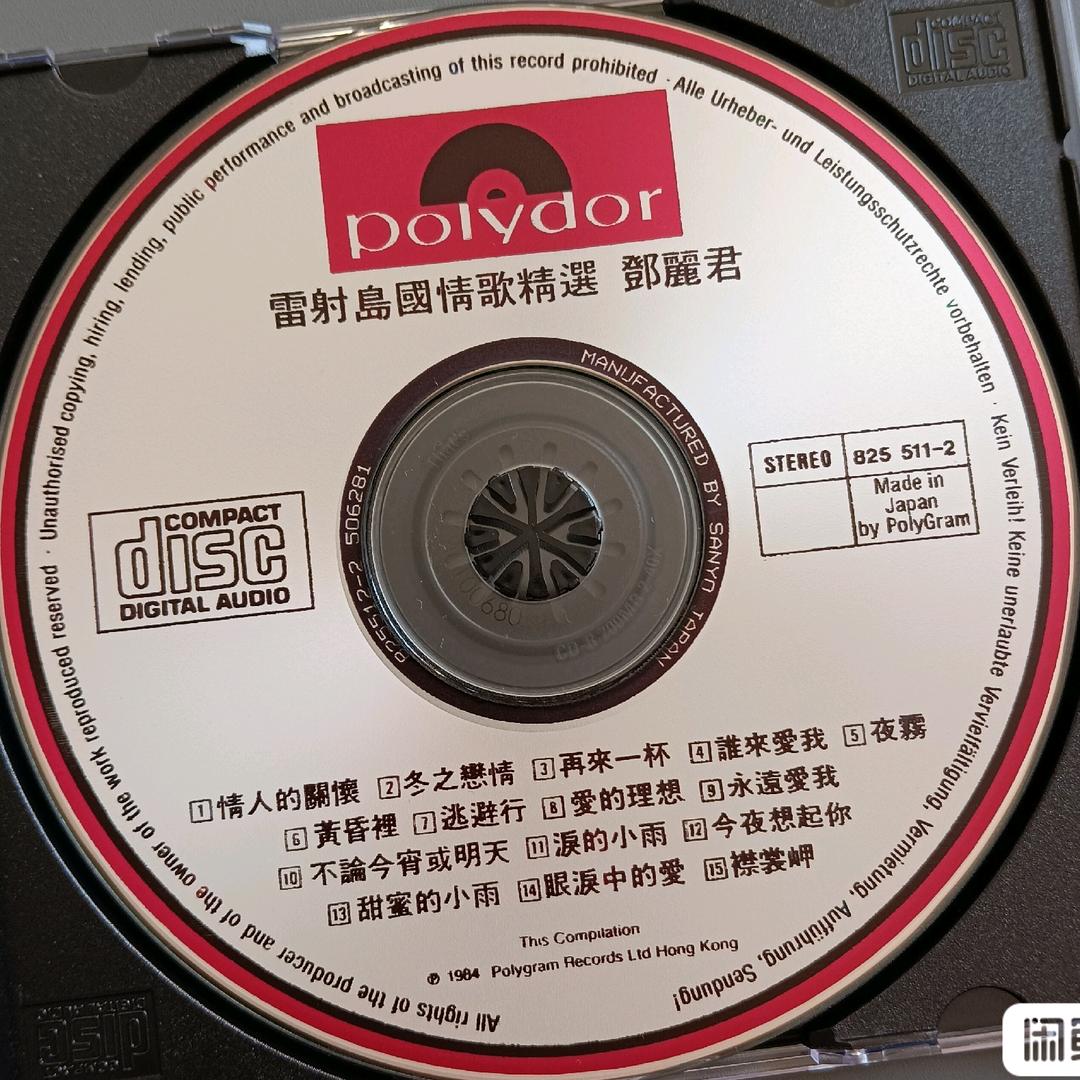 COMPACT
disc
DIGITAL AUDIO
Unauthorised copying, hiring, lending, public performance and broadcasting of this record prohibited · Alle Urheber- und Leistungsschutzrechte vorbehalten · Kein Verleih! Keine unerlaubte Vervielfältigung, Vermietung, Aufführung, Sendung!
polydor
雷射島國情歌精選 鄧麗君
MANUFACTURED BY SANYO JAPAN
825512-2 506281
STEREO 825 511-2
Made in
Japan
by PolyGram
COMPACT
disc
DIGITAL AUDIO
1 情人的關懷 2 冬之戀情 3 再來一杯 4 誰來愛我 5 夜霧
6 黃昏裡 7 逃避行 8 愛的理想 9 永遠愛我
10 不論今宵或明天 11 淚的小雨 12 今夜想起你
13 甜蜜的小雨 14 眼淚中的愛 15 襟裳岬
This Compilation
℗ 1984 Polygram Records Ltd Hong Kong
All rights of the producer and of the owner of the work reproduced reserved ·
COMPACT
disc
DIGITAL AUDIO